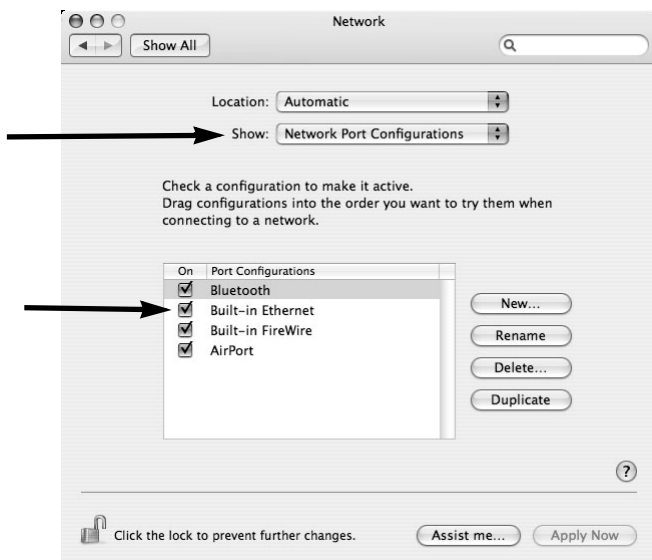 Network
Show All
Location: Automatic
Show: Network Port Configurations
Check a configuration to make it active.
Drag configurations into the order you want to try them when
connecting to a network.
On Port Configurations
Bluetooth
Built-in Ethernet
Built-in FireWire
AirPort
New...
Rename
Delete...
Duplicate
?
Click the lock to prevent further changes.
Assist me...
Apply Now